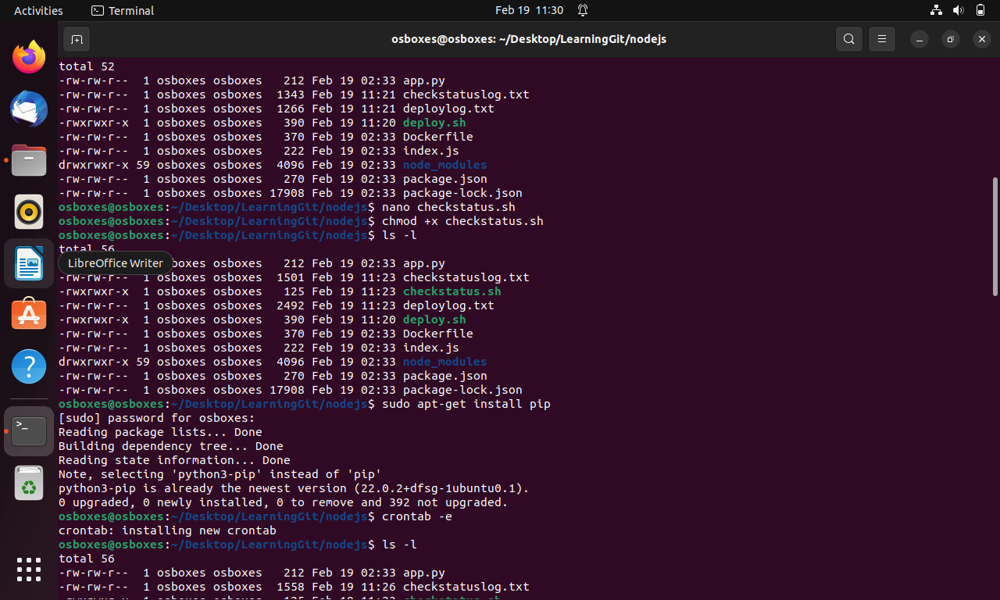 Activities Terminal Feb 19 11:30
osboxes@osboxes: ~/Desktop/LearningGit/nodejs
total 52
-rw-rw-r--  1 osboxes osboxes   212 Feb 19 02:33 app.py
-rw-rw-r--  1 osboxes osboxes  1343 Feb 19 11:21 checkstatuslog.txt
-rw-rw-r--  1 osboxes osboxes  1266 Feb 19 11:21 deploylog.txt
-rwxrwxr-x  1 osboxes osboxes   390 Feb 19 11:20 deploy.sh
-rw-rw-r--  1 osboxes osboxes   370 Feb 19 02:33 Dockerfile
-rw-rw-r--  1 osboxes osboxes   222 Feb 19 02:33 index.js
drwxrwxr-x 59 osboxes osboxes  4096 Feb 19 02:33 node_modules
-rw-rw-r--  1 osboxes osboxes   270 Feb 19 02:33 package.json
-rw-rw-r--  1 osboxes osboxes 17908 Feb 19 02:33 package-lock.json
osboxes@osboxes:~/Desktop/LearningGit/nodejs$ nano checkstatus.sh
osboxes@osboxes:~/Desktop/LearningGit/nodejs$ chmod +x checkstatus.sh
osboxes@osboxes:~/Desktop/LearningGit/nodejs$ ls -l
total 56
LibreOffice Writer
boxes osboxes   212 Feb 19 02:33 app.py
-rw-rw-r--  1 osboxes osboxes  1501 Feb 19 11:23 checkstatuslog.txt
-rwxrwxr-x  1 osboxes osboxes   125 Feb 19 11:23 checkstatus.sh
-rw-rw-r--  1 osboxes osboxes  2492 Feb 19 11:23 deploylog.txt
-rwxrwxr-x  1 osboxes osboxes   390 Feb 19 11:20 deploy.sh
-rw-rw-r--  1 osboxes osboxes   370 Feb 19 02:33 Dockerfile
-rw-rw-r--  1 osboxes osboxes   222 Feb 19 02:33 index.js
drwxrwxr-x 59 osboxes osboxes  4096 Feb 19 02:33 node_modules
-rw-rw-r--  1 osboxes osboxes   270 Feb 19 02:33 package.json
-rw-rw-r--  1 osboxes osboxes 17908 Feb 19 02:33 package-lock.json
osboxes@osboxes:~/Desktop/LearningGit/nodejs$ sudo apt-get install pip
[sudo] password for osboxes:
Reading package lists... Done
Building dependency tree... Done
Reading state information... Done
Note, selecting 'python3-pip' instead of 'pip'
python3-pip is already the newest version (22.0.2+dfsg-1ubuntu0.1).
0 upgraded, 0 newly installed, 0 to remove and 392 not upgraded.
osboxes@osboxes:~/Desktop/LearningGit/nodejs$ crontab -e
crontab: installing new crontab
osboxes@osboxes:~/Desktop/LearningGit/nodejs$ ls -l
total 56
-rw-rw-r--  1 osboxes osboxes   212 Feb 19 02:33 app.py
-rw-rw-r--  1 osboxes osboxes  1558 Feb 19 11:26 checkstatuslog.txt